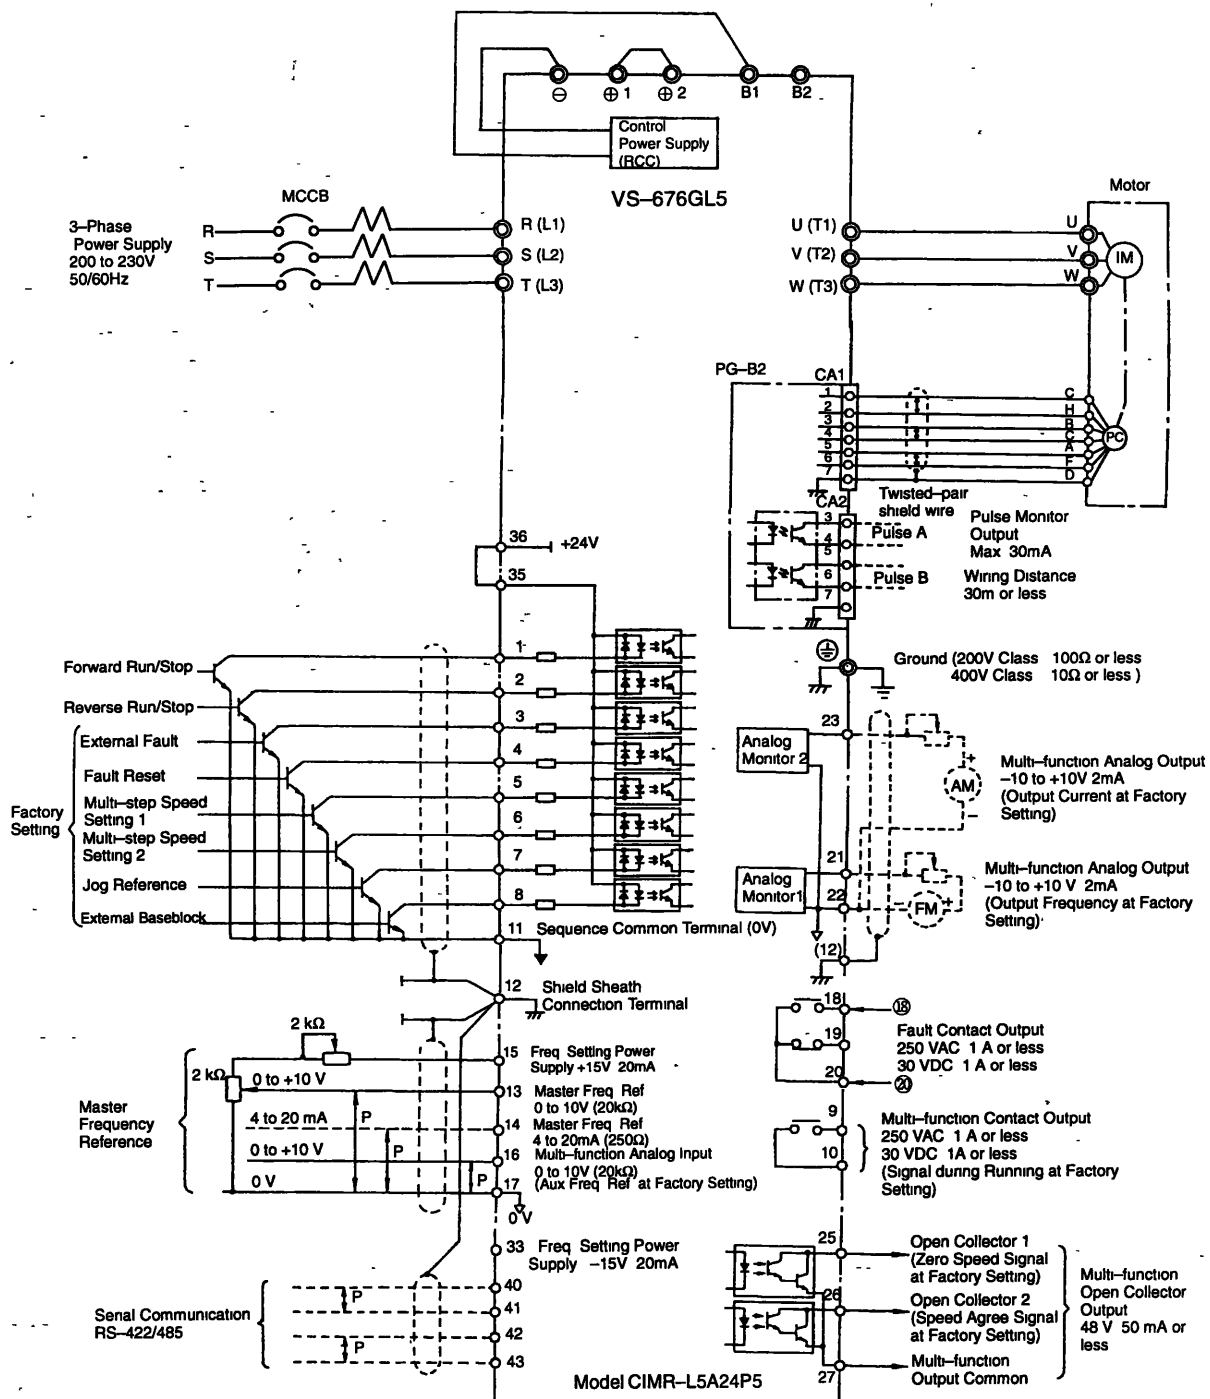 ⊖
⊕ 1
⊕ 2
B1
B2
Control
Power Supply
(RCC)
VS–676GL5
MCCB
3–Phase
Power Supply
200 to 230V
50/60Hz
R
S
T
R (L1)
S (L2)
T (L3)
U (T1)
V (T2)
W (T3)
Motor
U
V
W
IM
PG–B2
CA1
1
2
3
4
5
6
7
C
H
B
C
A
F
D
PC
Twisted–pair
shield wire
CA2
3
4
5
6
7
Pulse A
Pulse B
Pulse Monitor
Output
Max 30mA
Wiring Distance
30m or less
36
+24V
35
Ground (200V Class 100Ω or less
400V Class 10Ω or less )
Forward Run/Stop
Reverse Run/Stop
Factory
Setting
External Fault
Fault Reset
Multi–step Speed
Setting 1
Multi–step Speed
Setting 2
Jog Reference
External Baseblock
1
2
3
4
5
6
7
8
11
Sequence Common Terminal (0V)
12
Shield Sheath
Connection Terminal
23
Analog
Monitor 2
AM
+
–
Multi–function Analog Output
–10 to +10V 2mA
(Output Current at Factory
Setting)
21
22
Analog
Monitor1
FM
–
+
Multi–function Analog Output
–10 to +10 V 2mA
(Output Frequency at Factory
Setting)
(12)
18
⑱
19
20
⑳
Fault Contact Output
250 VAC 1 A or less
30 VDC 1 A or less
9
10
Multi–function Contact Output
250 VAC 1 A or less
30 VDC 1A or less
(Signal during Running at Factory
Setting)
Master
Frequency
Reference
2 kΩ
2 kΩ
0 to +10 V
4 to 20 mA
0 to +10 V
0 V
P
P
P
15
Freq Setting Power
Supply +15V 20mA
13
Master Freq Ref
0 to 10V (20kΩ)
14
Master Freq Ref
4 to 20mA (250Ω)
16
Multi–function Analog Input
0 to 10V (20kΩ)
(Aux Freq Ref at Factory Setting)
17
0 V
33
Freq Setting Power
Supply –15V 20mA
Serial Communication
RS–422/485
P
P
40
41
42
43
25
Open Collector 1
(Zero Speed Signal
at Factory Setting)
26
Open Collector 2
(Speed Agree Signal
at Factory Setting)
27
Multi–function
Output Common
Multi–function
Open Collector
Output
48 V 50 mA or
less
Model CIMR–L5A24P5